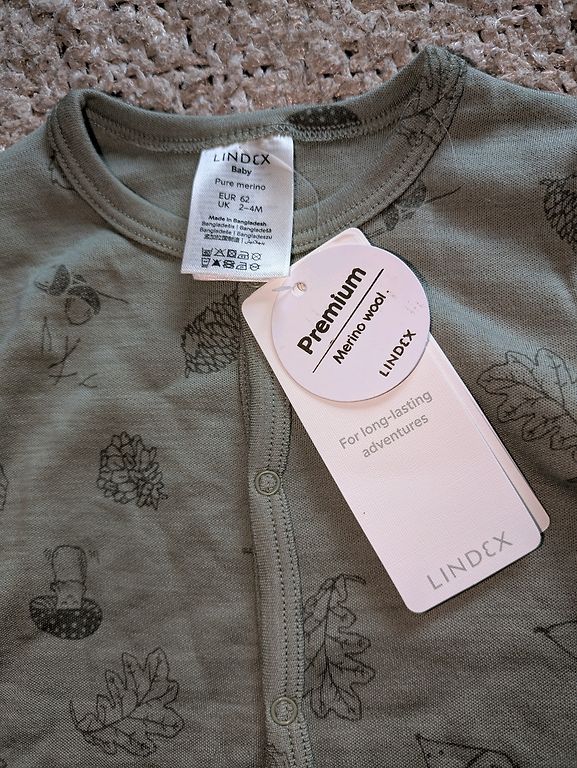 LINDEX
Baby
Pure merino
EUR 62
UK 2-4M
Made in Bangladesh
Premium
Merino wool.
LINDEX
For long-lasting
adventures
LINDEX